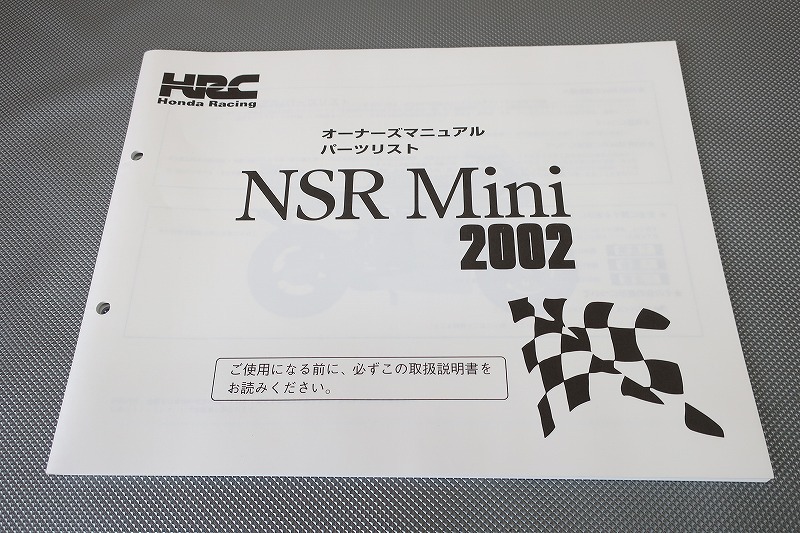 HRC
Honda Racing
オーナーズマニュアル
パーツリスト
NSR Mini
2002
ご使用になる前に、必ずこの取扱説明書を
お読みください。